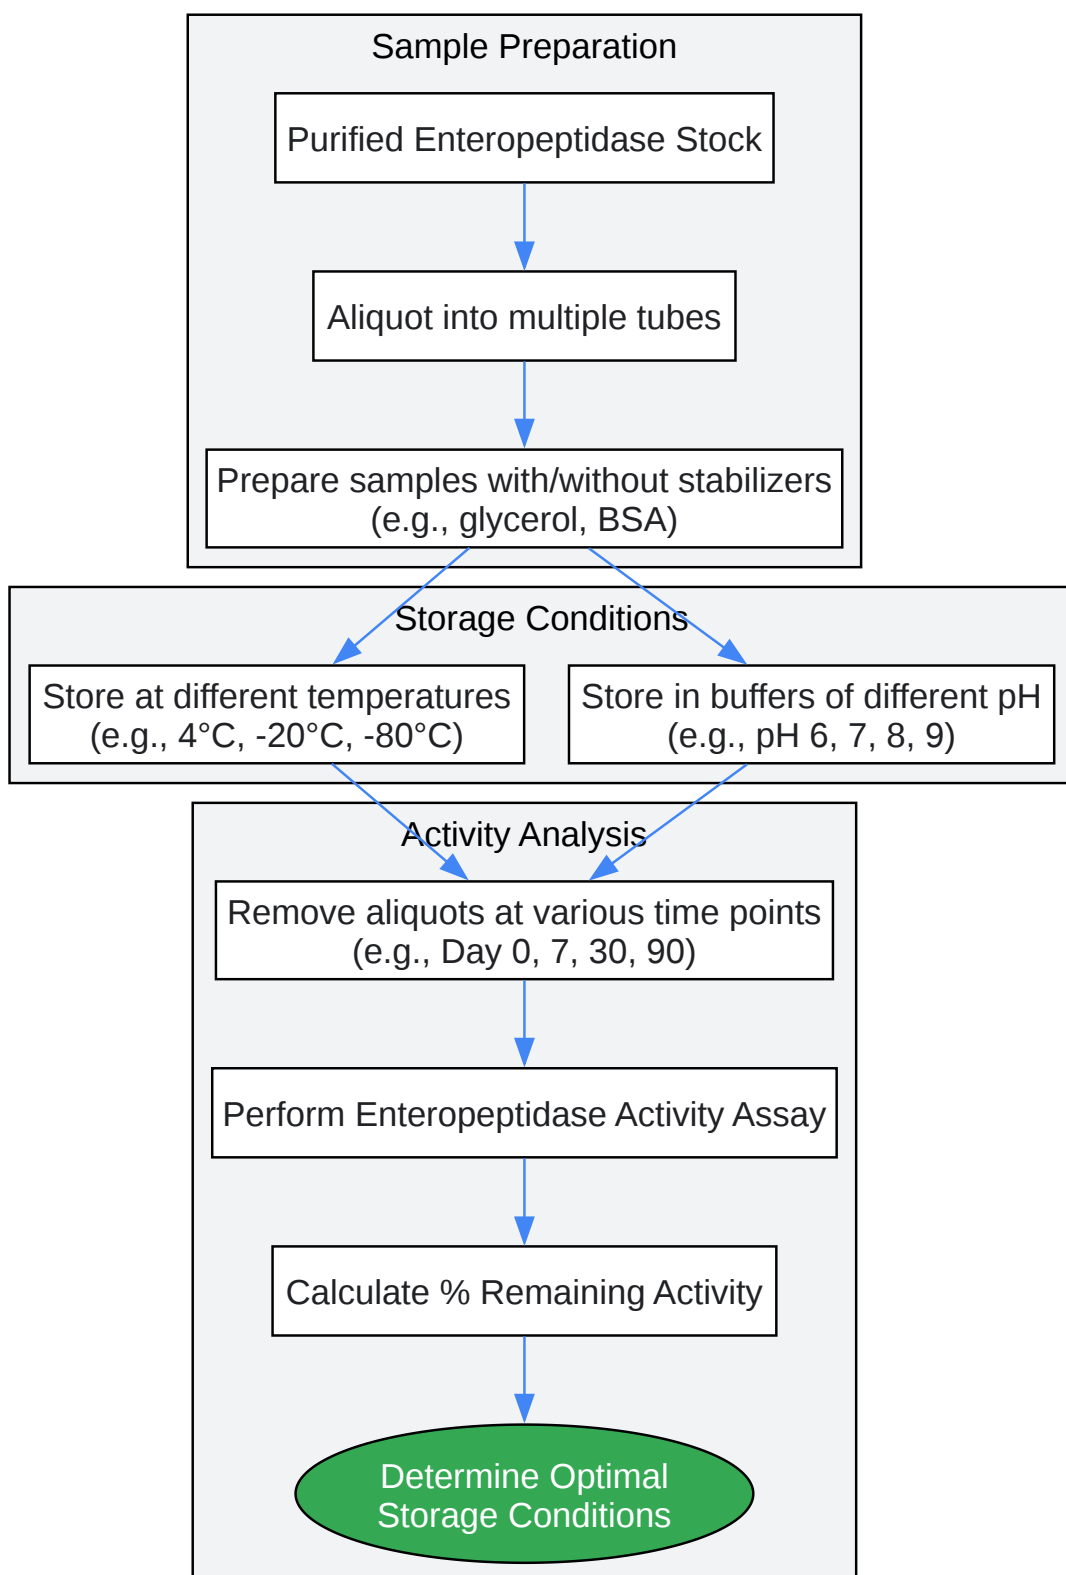 Sample Preparation
Purified Enteropeptidase Stock
Aliquot into multiple tubes
Prepare samples with/without stabilizers
(e.g., glycerol, BSA)
Storage Conditions
Store at different temperatures
(e.g., 4°C, -20°C, -80°C)
Store in buffers of different pH
(e.g., pH 6, 7, 8, 9)
Activity Analysis
Remove aliquots at various time points
(e.g., Day 0, 7, 30, 90)
Perform Enteropeptidase Activity Assay
Calculate % Remaining Activity
Determine Optimal
Storage Conditions